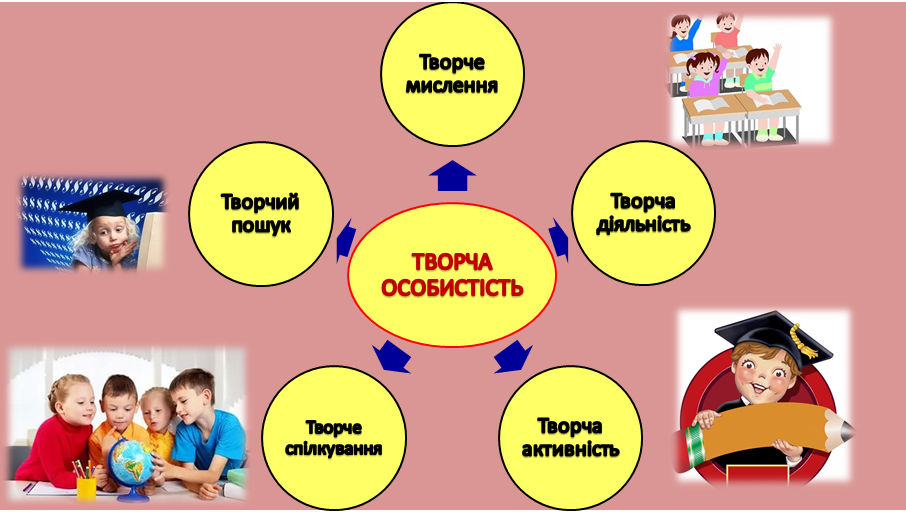 Творче
мислення
Творчий
пошук
Творча
діяльність
ТВОРЧА
ОСОБИСТІСТЬ
Творче
спілкування
Творча
активність